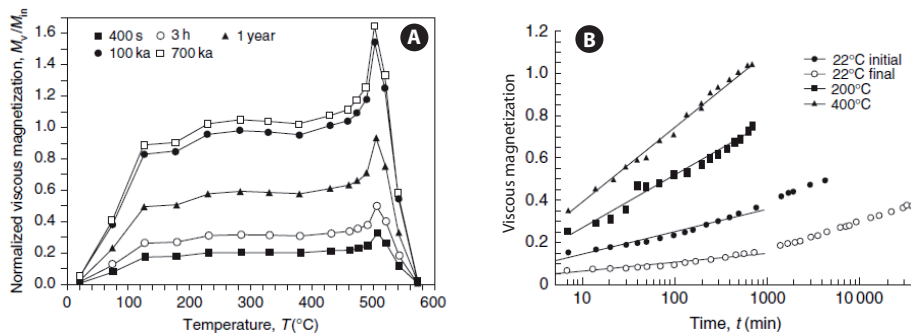 Normalized viscous magnetization, Mv/Min
1.6
1.4
1.2
1.0
0.8
0.6
0.4
0.2
0.0
400 s
3 h
1 year
100 ka
700 ka
A
0
100
200
300
400
500
600
Temperature, T(°C)
B
Viscous magnetization
1.2
1.0
0.8
0.6
0.4
0.2
0
22°C initial
22°C final
200°C
400°C
10
100
1000
10 000
Time, t (min)